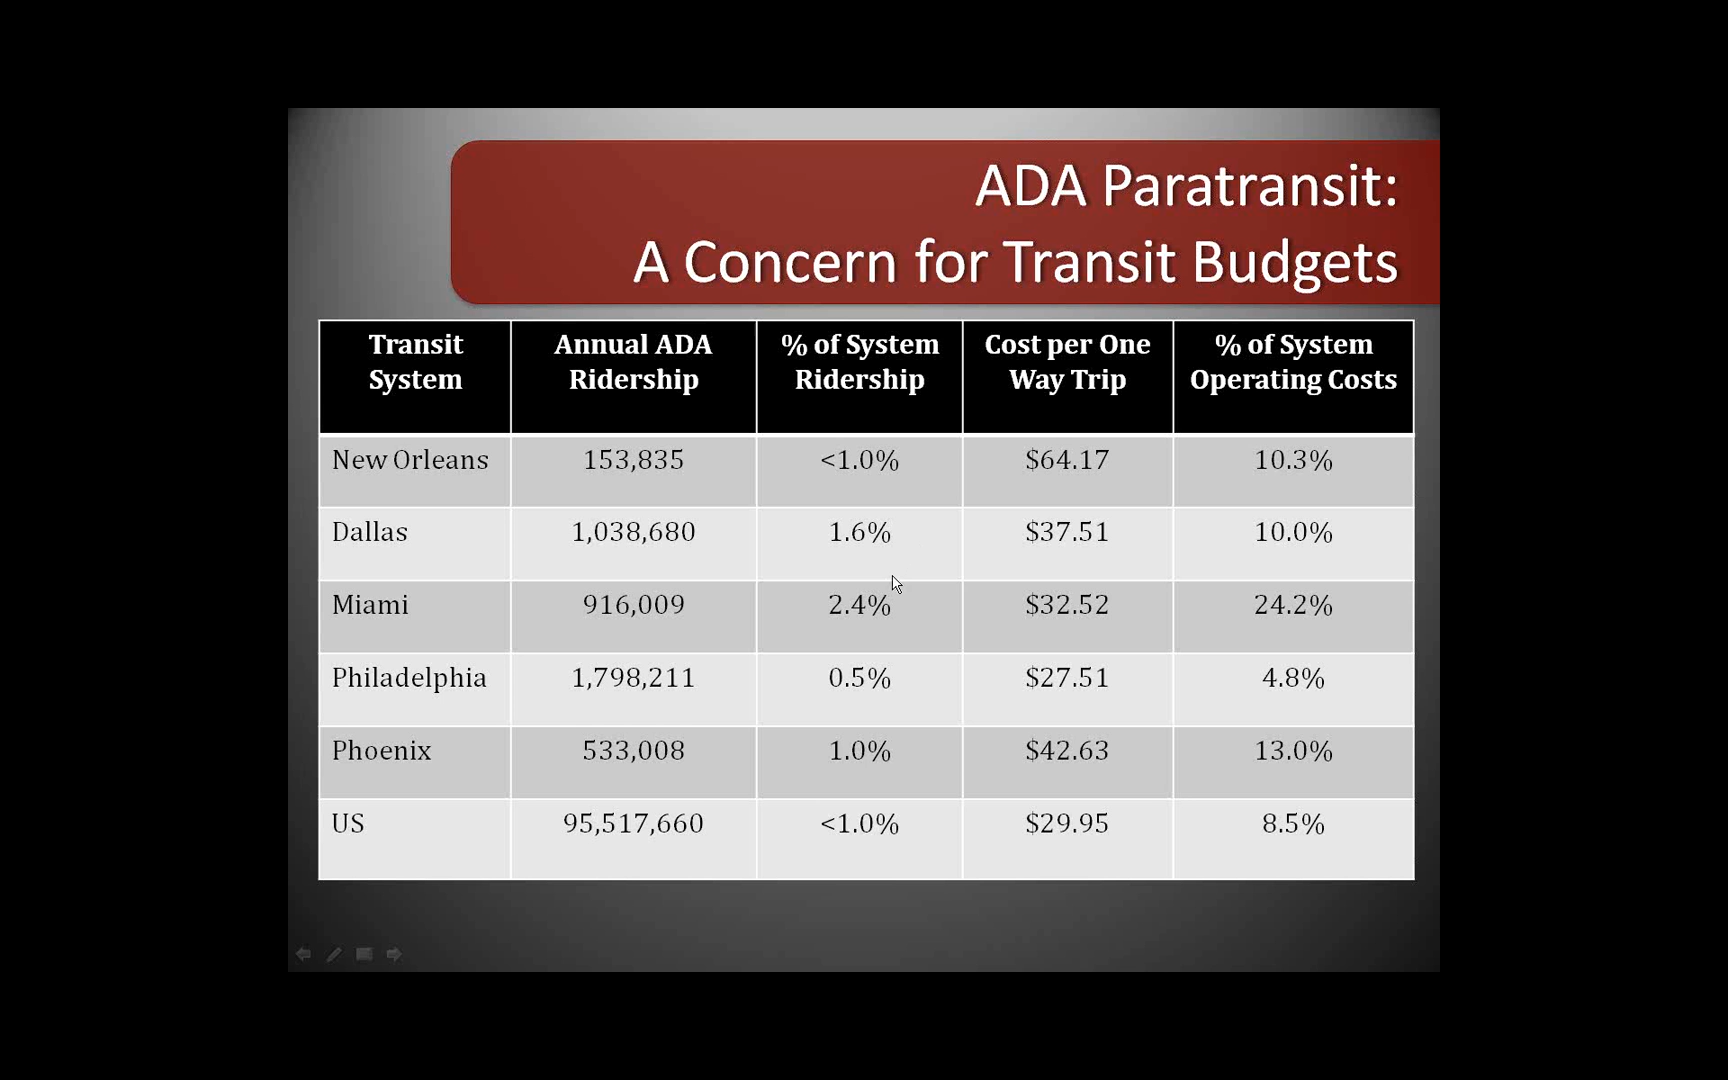 ADA Paratransit:
A Concern for Transit Budgets
Transit System | Annual ADA Ridership | % of System Ridership | Cost per One Way Trip | % of System Operating Costs
New Orleans | 153,835 | <1.0% | $64.17 | 10.3%
Dallas | 1,038,680 | 1.6% | $37.51 | 10.0%
Miami | 916,009 | 2.4% | $32.52 | 24.2%
Philadelphia | 1,798,211 | 0.5% | $27.51 | 4.8%
Phoenix | 533,008 | 1.0% | $42.63 | 13.0%
US | 95,517,660 | <1.0% | $29.95 | 8.5%